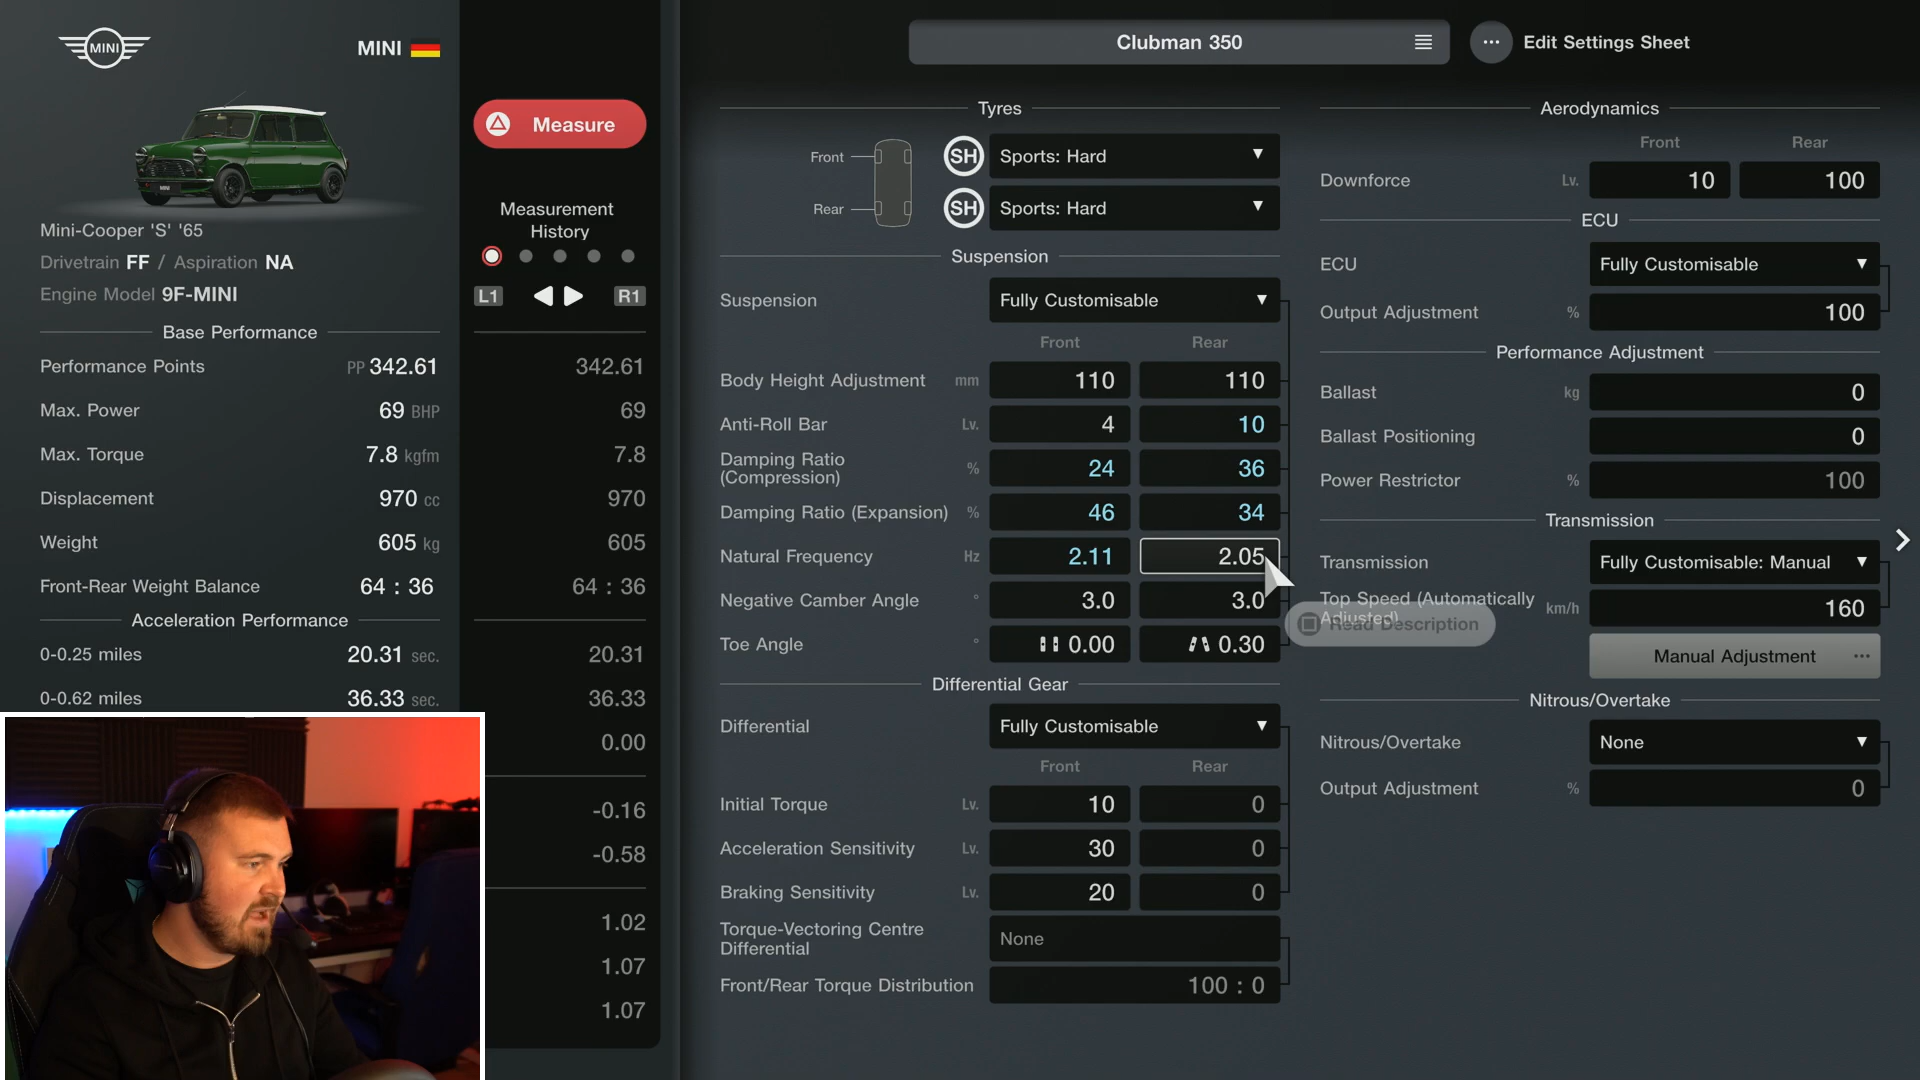 MINI
MINI
Mini-Cooper 'S' '65
Drivetrain FF / Aspiration NA
Engine Model 9F-MINI
Base Performance
Performance Points PP 342.61
Max. Power 69 BHP
Max. Torque 7.8 kgfm
Displacement 970 cc
Weight 605 kg
Front-Rear Weight Balance 64 : 36
Acceleration Performance
0-0.25 miles 20.31 sec.
0-0.62 miles 36.33 sec.
Measure
Measurement
History
L1 R1
342.61
69
7.8
970
605
64 : 36
20.31
36.33
0.00
-0.16
-0.58
1.02
1.07
1.07
Clubman 350
Edit Settings Sheet
Tyres
Front SH Sports: Hard
Rear SH Sports: Hard
Suspension
Suspension Fully Customisable
Front Rear
Body Height Adjustment mm 110 110
Anti-Roll Bar Lv. 4 10
Damping Ratio
(Compression) % 24 36
Damping Ratio (Expansion) % 46 34
Natural Frequency Hz 2.11 2.05
Negative Camber Angle ° 3.0 3.0
Toe Angle ° 0.00 0.30
Differential Gear
Differential Fully Customisable
Front Rear
Initial Torque Lv. 10 0
Acceleration Sensitivity Lv. 30 0
Braking Sensitivity Lv. 20 0
Torque-Vectoring Centre
Differential None
Front/Rear Torque Distribution 100 : 0
Aerodynamics
Front Rear
Downforce Lv. 10 100
ECU
ECU Fully Customisable
Output Adjustment % 100
Performance Adjustment
Ballast kg 0
Ballast Positioning 0
Power Restrictor % 100
Transmission
Transmission Fully Customisable: Manual
Top Speed (Automatically
Adjusted) km/h 160
Read Description
Manual Adjustment
Nitrous/Overtake
Nitrous/Overtake None
Output Adjustment % 0